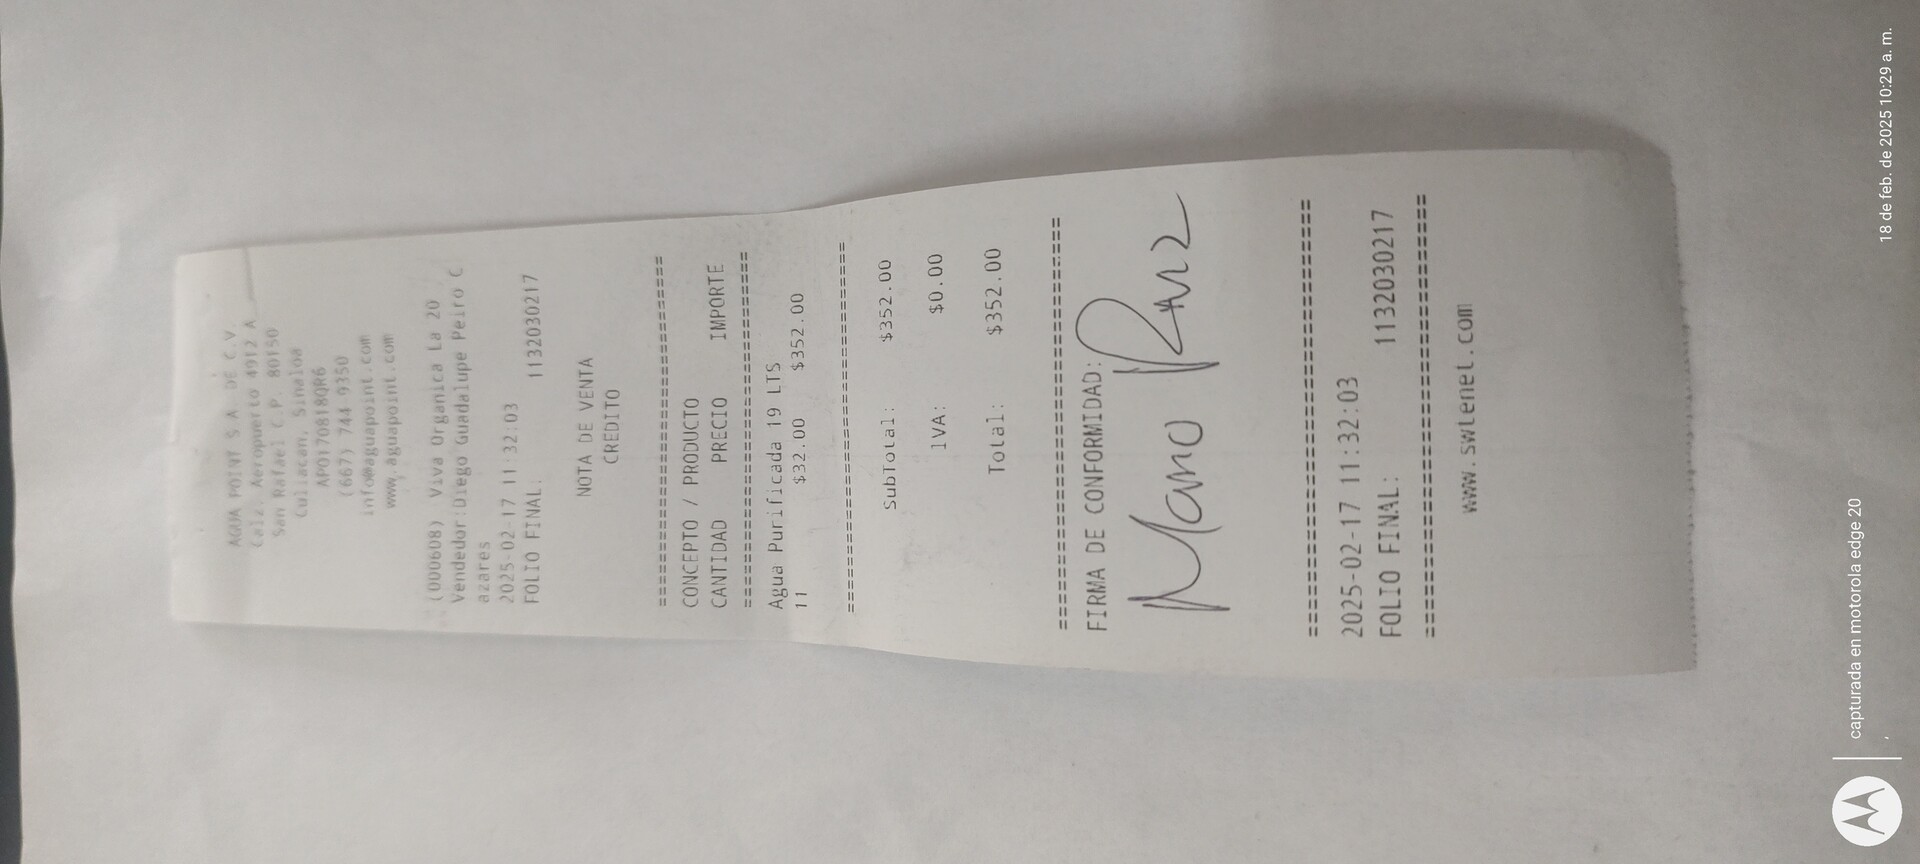 AGUA POINT S.A. DE C.V.
Calz. Aeropuerto 4912 A
San Rafael C.P. 80150
Culiacan, Sinaloa
APO170818QR6
(667) 744-9350
info@aguapoint.com
www.aguapoint.com
(000608) Viva Organica La 20
Vendedor:Diego Guadalupe Peiro C
azares
2025-02-17 11:32:03
FOLIO FINAL: 1132030217
NOTA DE VENTA
CREDITO
================================
CONCEPTO / PRODUCTO
CANTIDAD PRECIO IMPORTE
================================
Agua Purificada 19 LTS
11 $32.00 $352.00
================================
SubTotal: $352.00
IVA: $0.00
Total: $352.00
================================
FIRMA DE CONFORMIDAD:
================================
2025-02-17 11:32:03
FOLIO FINAL: 1132030217
================================
www.swlenet.com
capturada en motorola edge 20
18 de feb. de 2025 10:29 a. m.